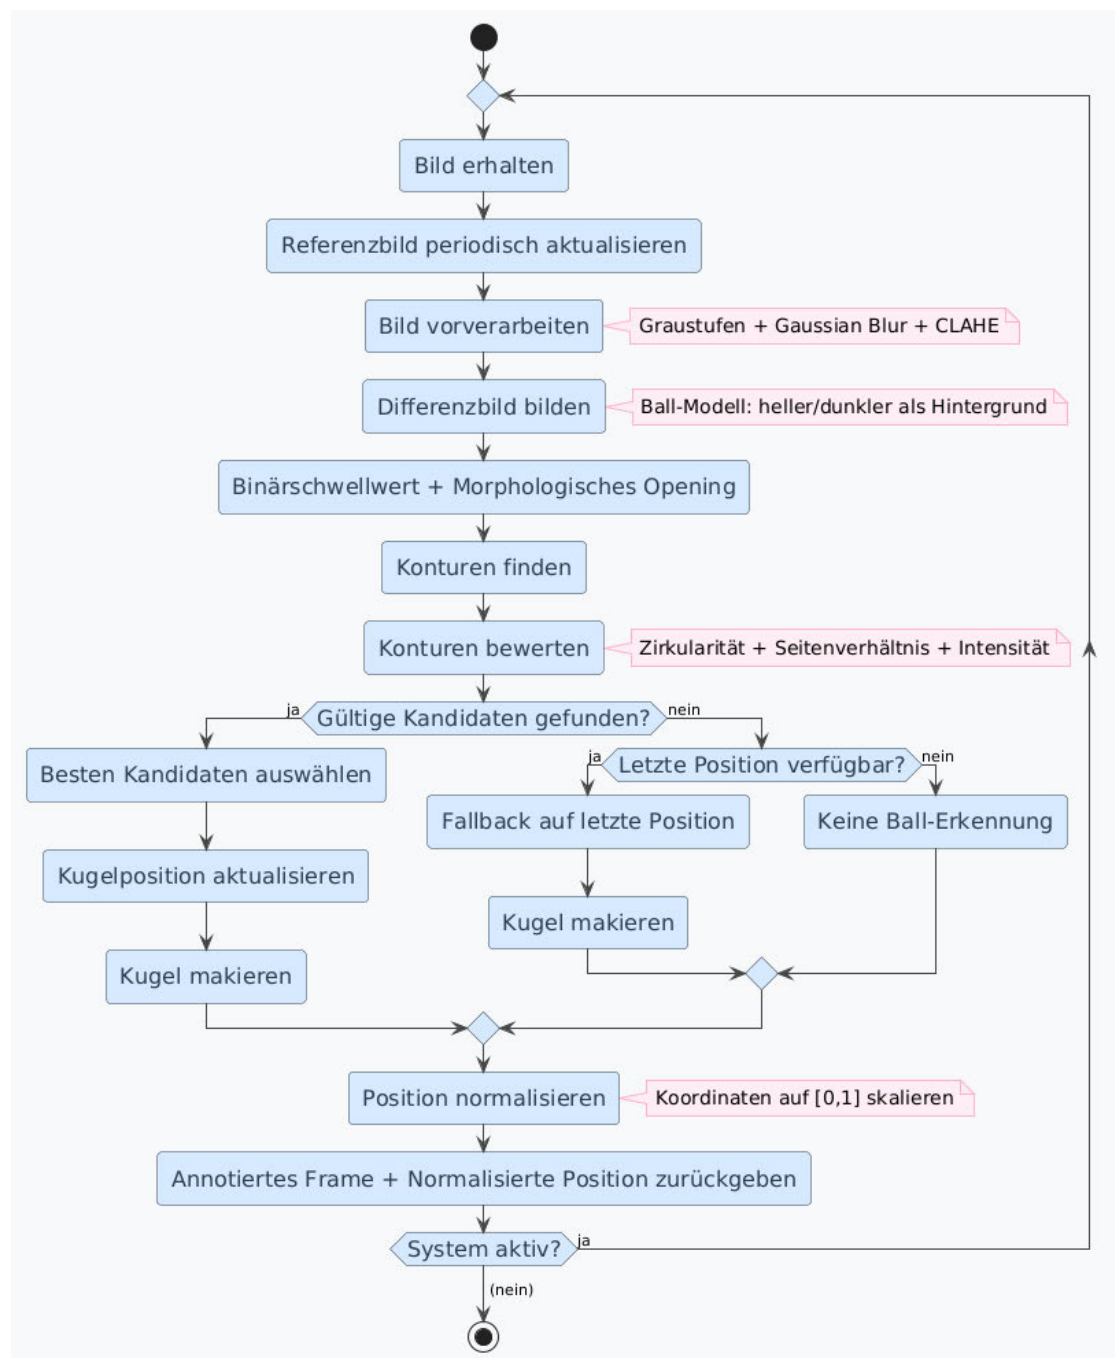 Bild erhalten
Referenzbild periodisch aktualisieren
Bild vorverarbeiten
Graustufen + Gaussian Blur + CLAHE
Differenzbild bilden
Ball-Modell: heller/dunkler als Hintergrund
Binärschwellwert + Morphologisches Opening
Konturen finden
Konturen bewerten
Zirkularität + Seitenverhältnis + Intensität
ja
Gültige Kandidaten gefunden?
nein
Besten Kandidaten auswählen
Kugelposition aktualisieren
Kugel makieren
ja
Letzte Position verfügbar?
nein
Fallback auf letzte Position
Kugel makieren
Keine Ball-Erkennung
Position normalisieren
Koordinaten auf [0,1] skalieren
Annotiertes Frame + Normalisierte Position zurückgeben
System aktiv?
ja
(nein)